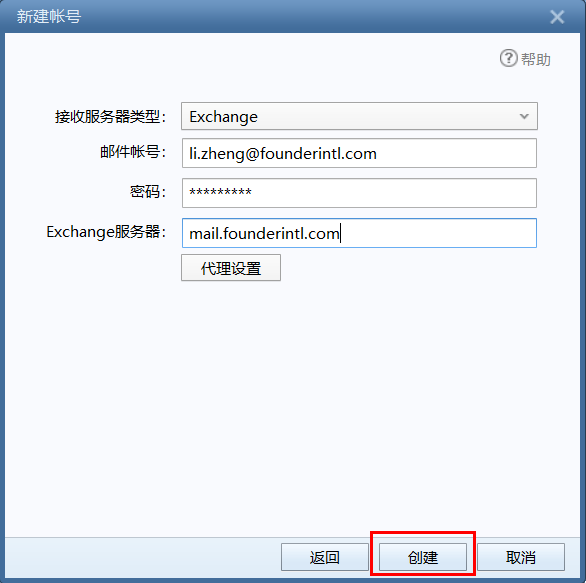 新建帐号
帮助
接收服务器类型： Exchange
邮件帐号： li.zheng@founderintl.com
密码： *********
Exchange服务器： mail.founderintl.com
代理设置
返回 创建 取消